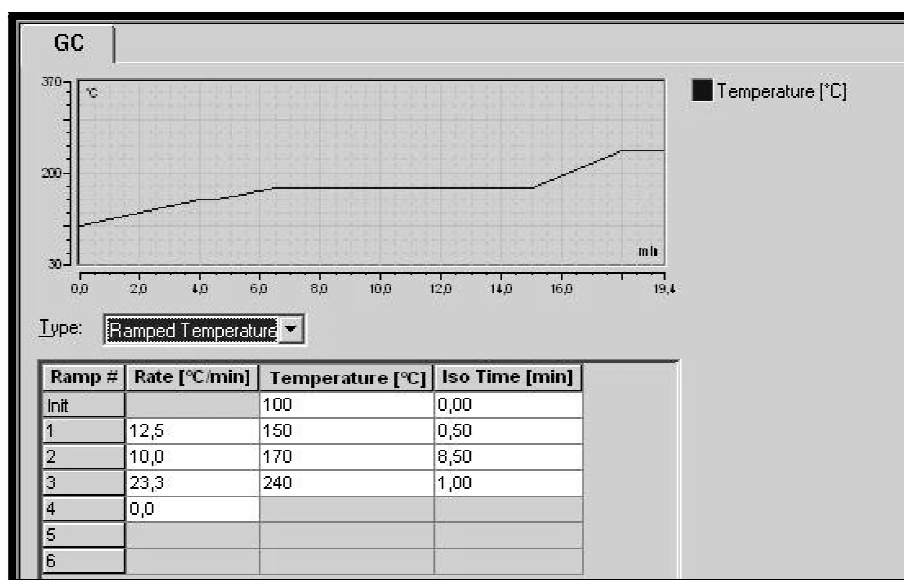 GC
370
°C
Temperature [°C]
200
min
30
0,0 2,0 4,0 6,0 8,0 10,0 12,0 14,0 16,0 19,4
Type: Ramped Temperature
Ramp # Rate [°C/min] Temperature [°C] Iso Time [min]
Init 100 0,00
1 12,5 150 0,50
2 10,0 170 8,50
3 23,3 240 1,00
4 0,0
5
6